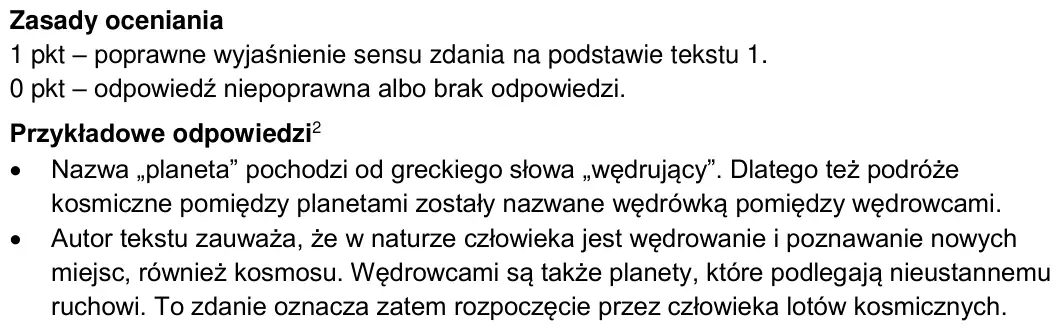 Zasady oceniania
1 pkt – poprawne wyjaśnienie sensu zdania na podstawie tekstu 1.
0 pkt – odpowiedź niepoprawna albo brak odpowiedzi.
Przykładowe odpowiedzi²
• Nazwa „planeta” pochodzi od greckiego słowa „wędrujący”. Dlatego też podróże
kosmiczne pomiędzy planetami zostały nazwane wędrówką pomiędzy wędrowcami.
• Autor tekstu zauważa, że w naturze człowieka jest wędrowanie i poznawanie nowych
miejsc, również kosmosu. Wędrowcami są także planety, które podlegają nieustannemu
ruchowi. To zdanie oznacza zatem rozpoczęcie przez człowieka lotów kosmicznych.